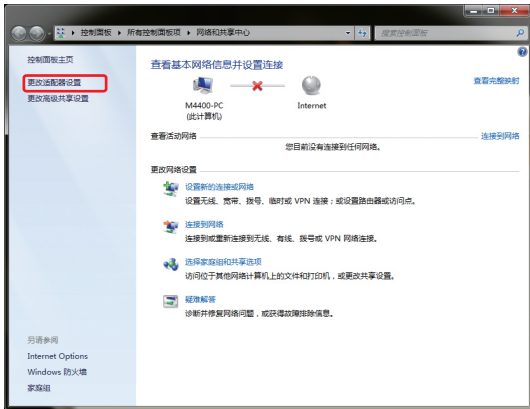 控制面板 ▸ 所有控制面板项 ▸ 网络和共享中心
搜索控制面板
控制面板主页
更改适配器设置
更改高级共享设置
查看基本网络信息并设置连接
查看完整映射
M4400-PC
(此计算机)
Internet
查看活动网络
连接到网络
您目前没有连接到任何网络。
更改网络设置
设置新的连接或网络
设置无线、宽带、拨号、临时或 VPN 连接；或设置路由器或访问点。
连接到网络
连接到或重新连接到无线、有线、拨号或 VPN 网络连接。
选择家庭组和共享选项
访问位于其他网络计算机上的文件和打印机，或更改共享设置。
疑难解答
诊断并修复网络问题，或获得故障排除信息。
另请参阅
Internet Options
Windows 防火墙
家庭组